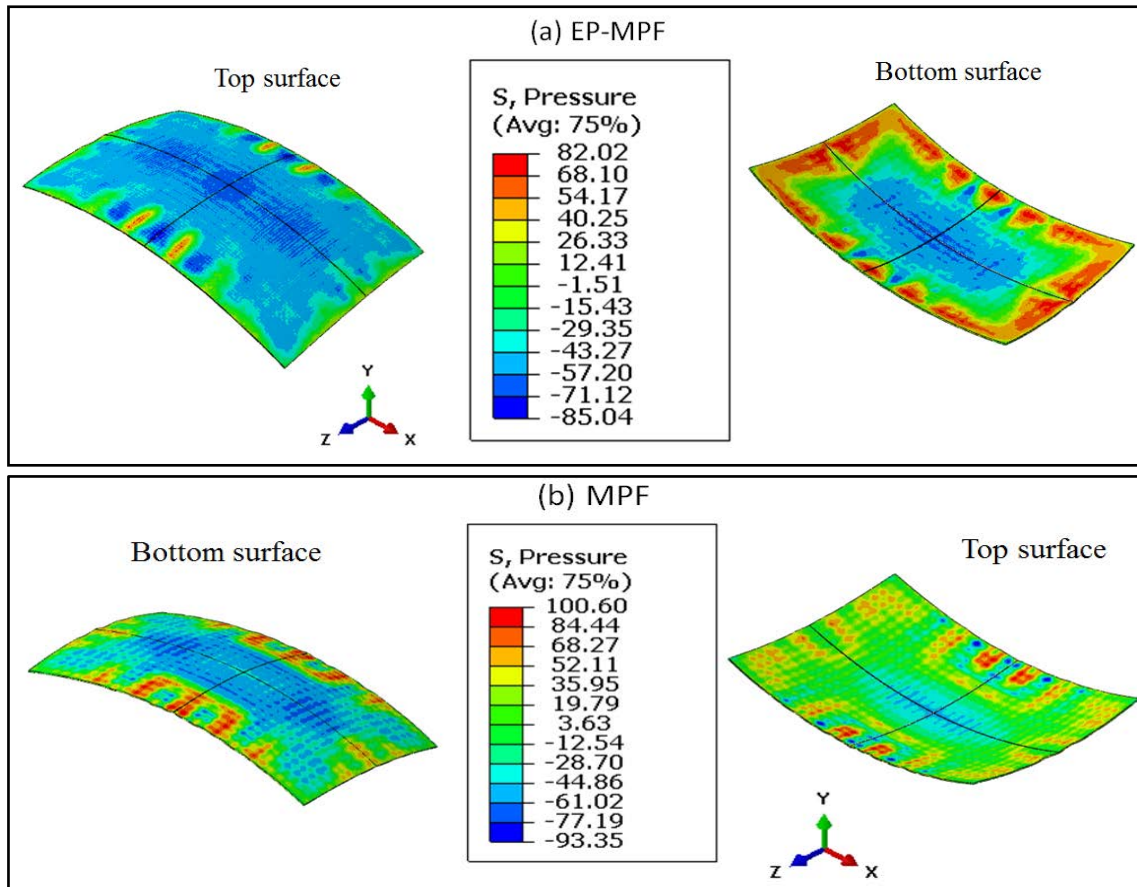 (a) EP-MPF
Top surface
Bottom surface
S, Pressure
(Avg: 75%)
82.02
68.10
54.17
40.25
26.33
12.41
-1.51
-15.43
-29.35
-43.27
-57.20
-71.12
-85.04
Y
Z
X
(b) MPF
Bottom surface
Top surface
S, Pressure
(Avg: 75%)
100.60
84.44
68.27
52.11
35.95
19.79
3.63
-12.54
-28.70
-44.86
-61.02
-77.19
-93.35
Y
Z
X